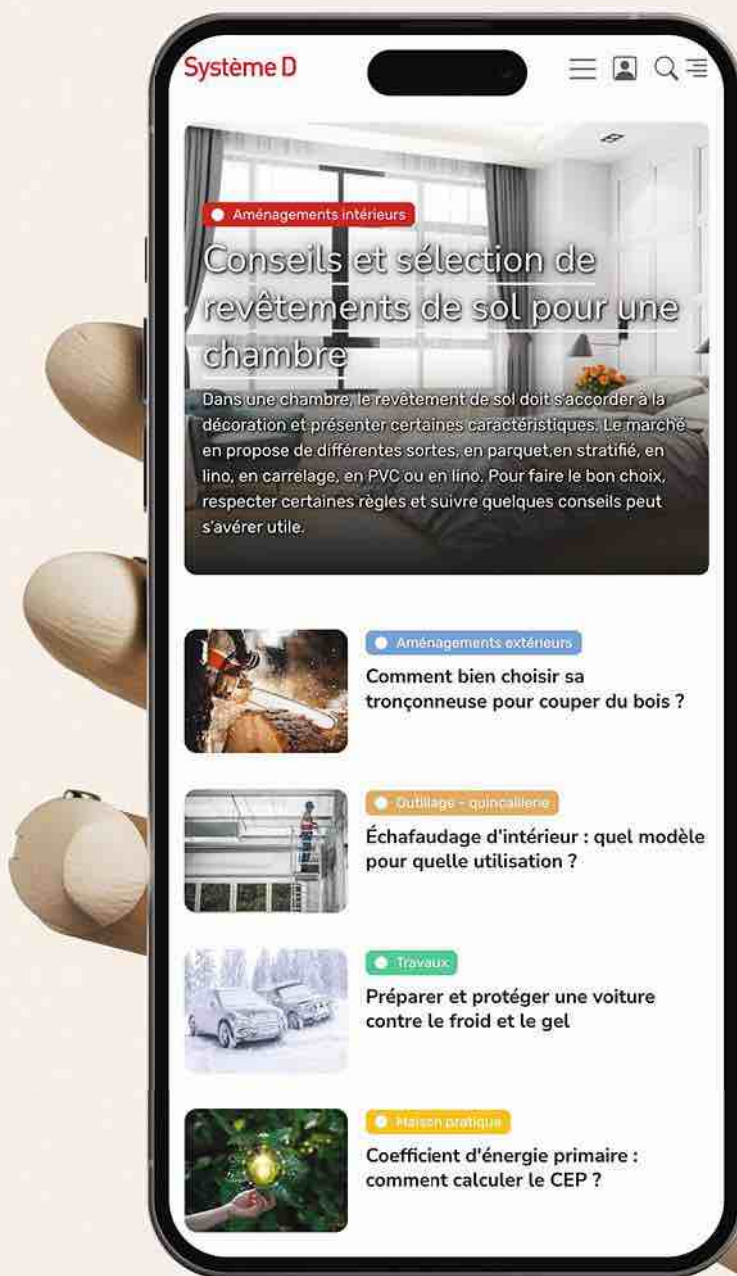 Système D
Aménagements intérieurs
Conseils et sélection de
revêtements de sol pour une
chambre
Dans une chambre, le revêtement de sol doit s'accorder à la
décoration et présenter certaines caractéristiques. Le marché
en propose de différentes sortes, en parquet,en stratifié, en
lino, en carrelage, en PVC ou en lino. Pour faire le bon choix,
respecter certaines règles et suivre quelques conseils peut
s'avérer utile.
Aménagements extérieurs
Comment bien choisir sa
tronçonneuse pour couper du bois ?
Outillage - quincaillerie
Échafaudage d'intérieur : quel modèle
pour quelle utilisation ?
Travaux
Préparer et protéger une voiture
contre le froid et le gel
Maison pratique
Coefficient d'énergie primaire :
comment calculer le CEP ?